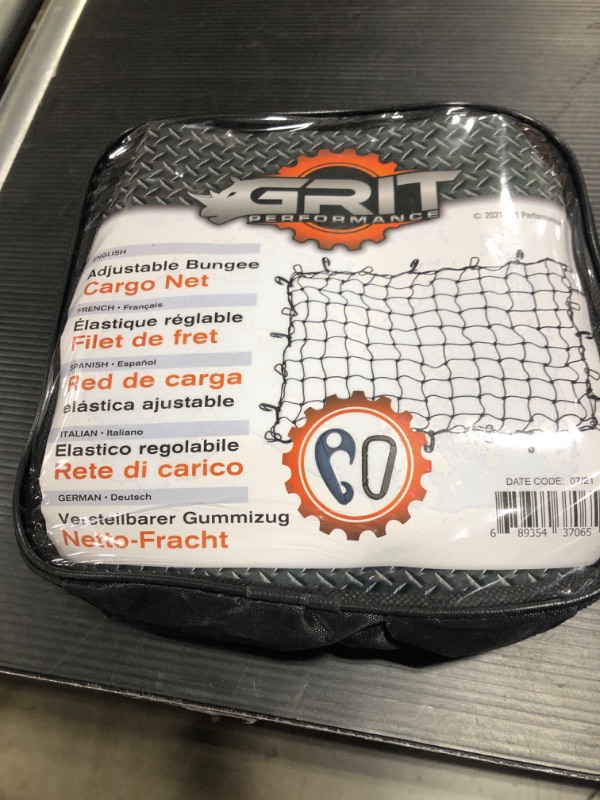 GRIT
PERFORMANCE
© 2021 Performance
ENGLISH
Adjustable Bungee
Cargo Net
FRENCH • Français
Élastique réglable
Filet de fret
SPANISH • Español
Red de carga
elástica ajustable
ITALIAN • Italiano
Elastico regolabile
Rete di carico
GERMAN • Deutsch
Verstellbarer Gummizug
Netto-Fracht
DATE CODE: 07/21
6 89354 37065